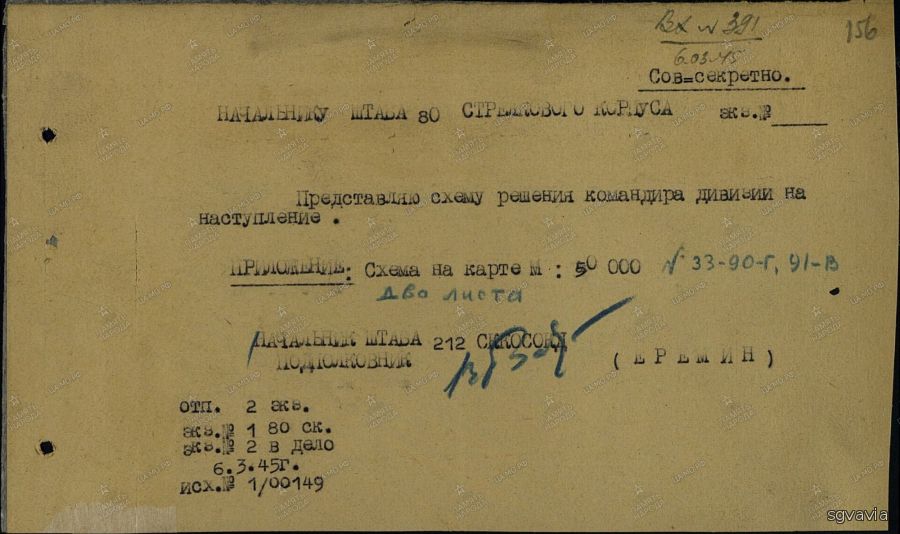 Вх № 391
156
6.03.45
Сов=секретно.
НАЧАЛЬНИКУ ШТАБА 80 СТРЕЛКОВОГО КОРПУСА экз.№
Представляю схему решения командира дивизии на
наступление .
ПРИЛОЖЕНИЕ: Схема на карте М : 50 000 N 33-90-Г, 91-В
два листа
НАЧАЛЬНИК ШТАБА 212 СККОСОКД
ПОДПОЛКОВНИК ( Е Р Е М И Н )
отп. 2 экз.
экз.№ 1 80 ск.
экз.№ 2 в дело
6.3.45г.
исх.№ 1/00149
sgvavia